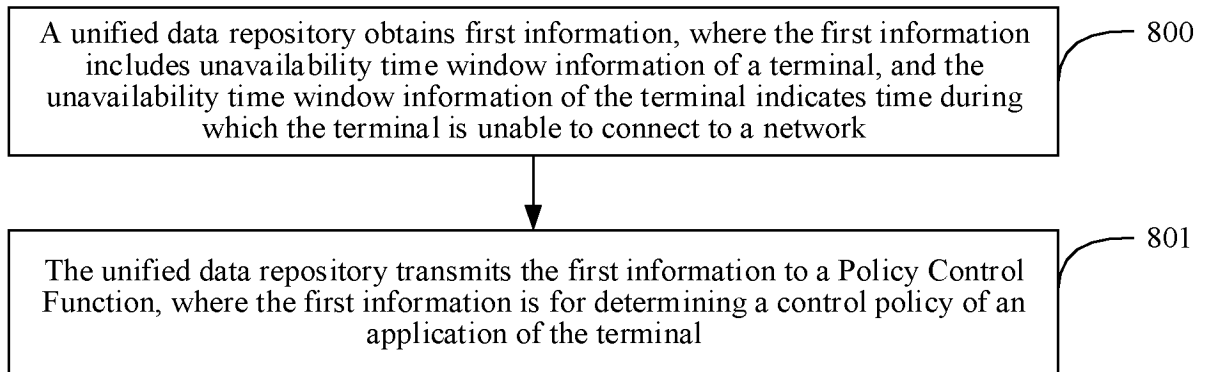 A unified data repository obtains first information, where the first information
includes unavailability time window information of a terminal, and the
unavailability time window information of the terminal indicates time during
which the terminal is unable to connect to a network
800
The unified data repository transmits the first information to a Policy Control
Function, where the first information is for determining a control policy of an
application of the terminal
801